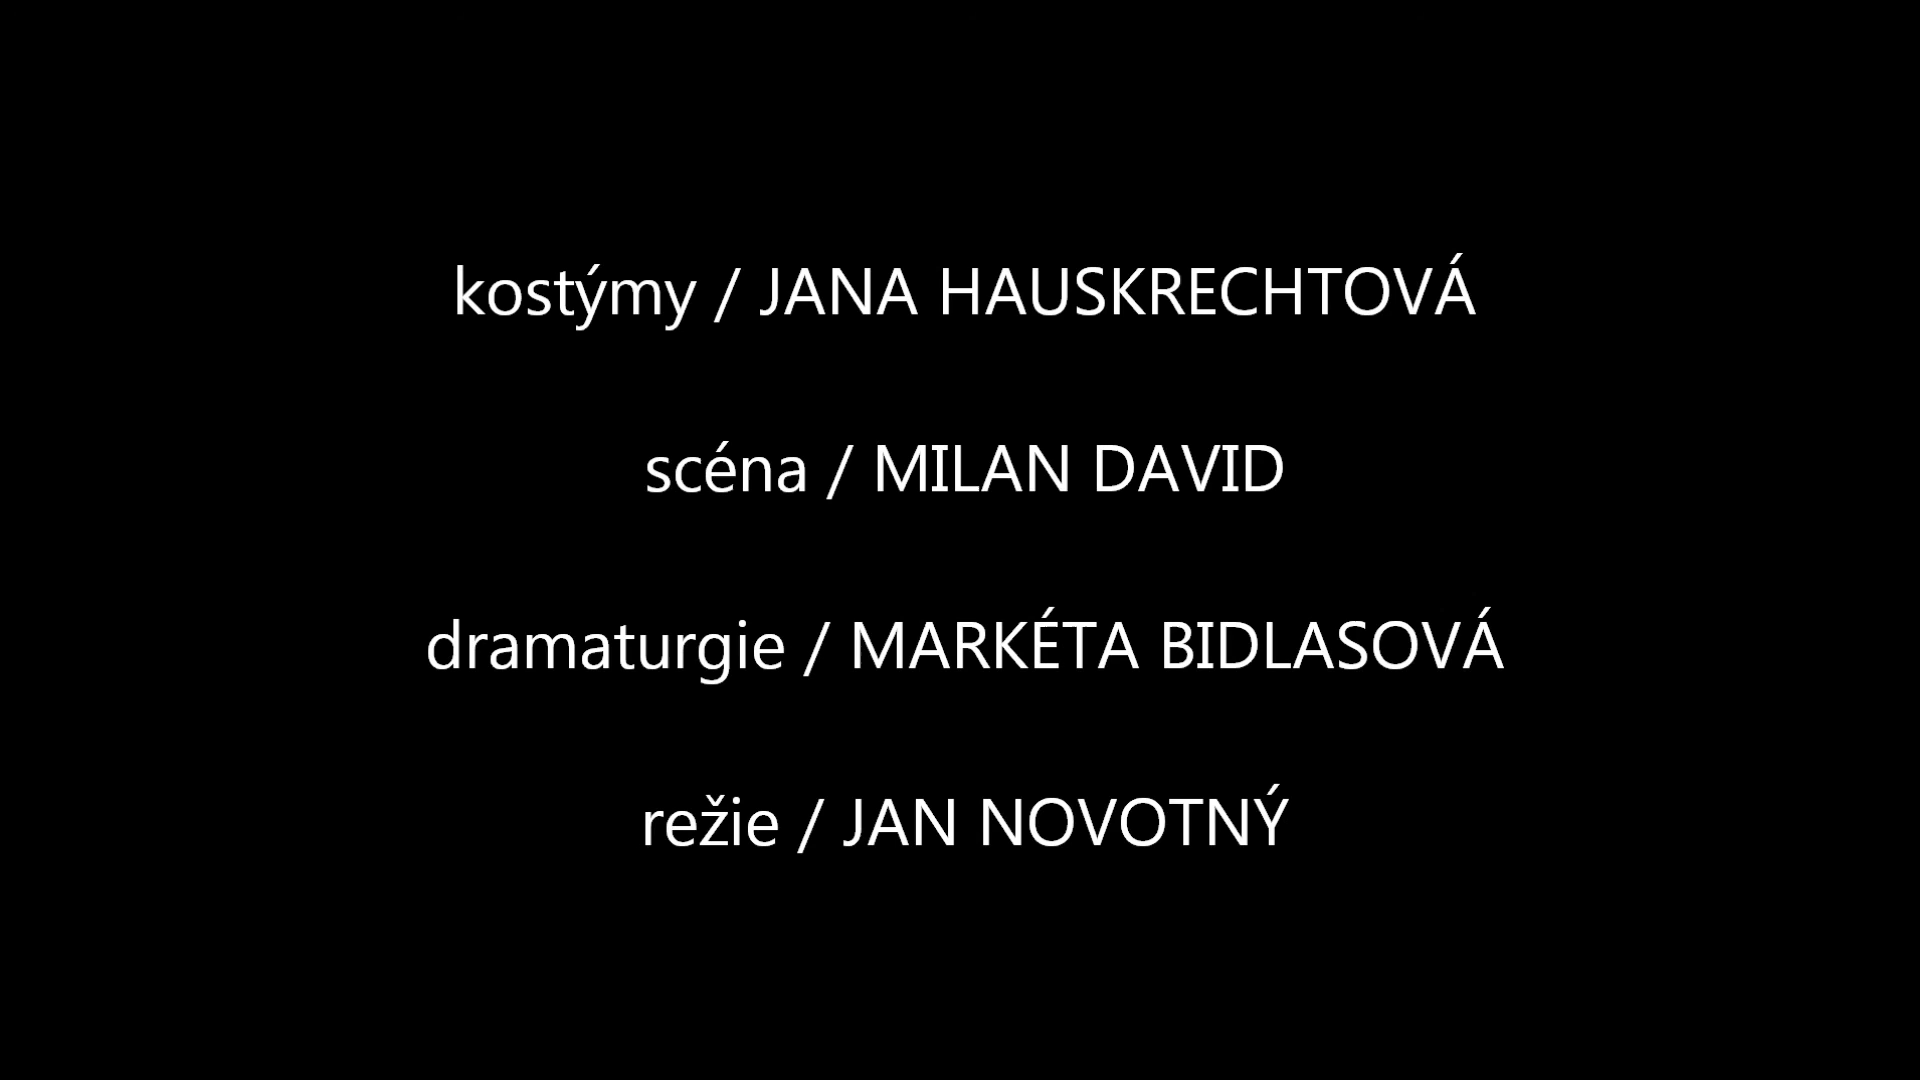 kostýmy / JANA HAUSKRECHTOVÁ
scéna / MILAN DAVID
dramaturgie / MARKÉTA BIDLASOVÁ
režie / JAN NOVOTNÝ